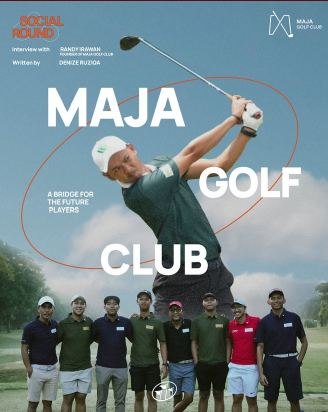 SOCIAL
ROUND
Interview with RANDY IRAWAN
FOUNDER OF MAJA GOLF CLUB
Written by DENIZE RUZIQA
MAJA
GOLF CLUB
MAJA
GOLF
CLUB
A BRIDGE FOR
THE FUTURE
PLAYERS